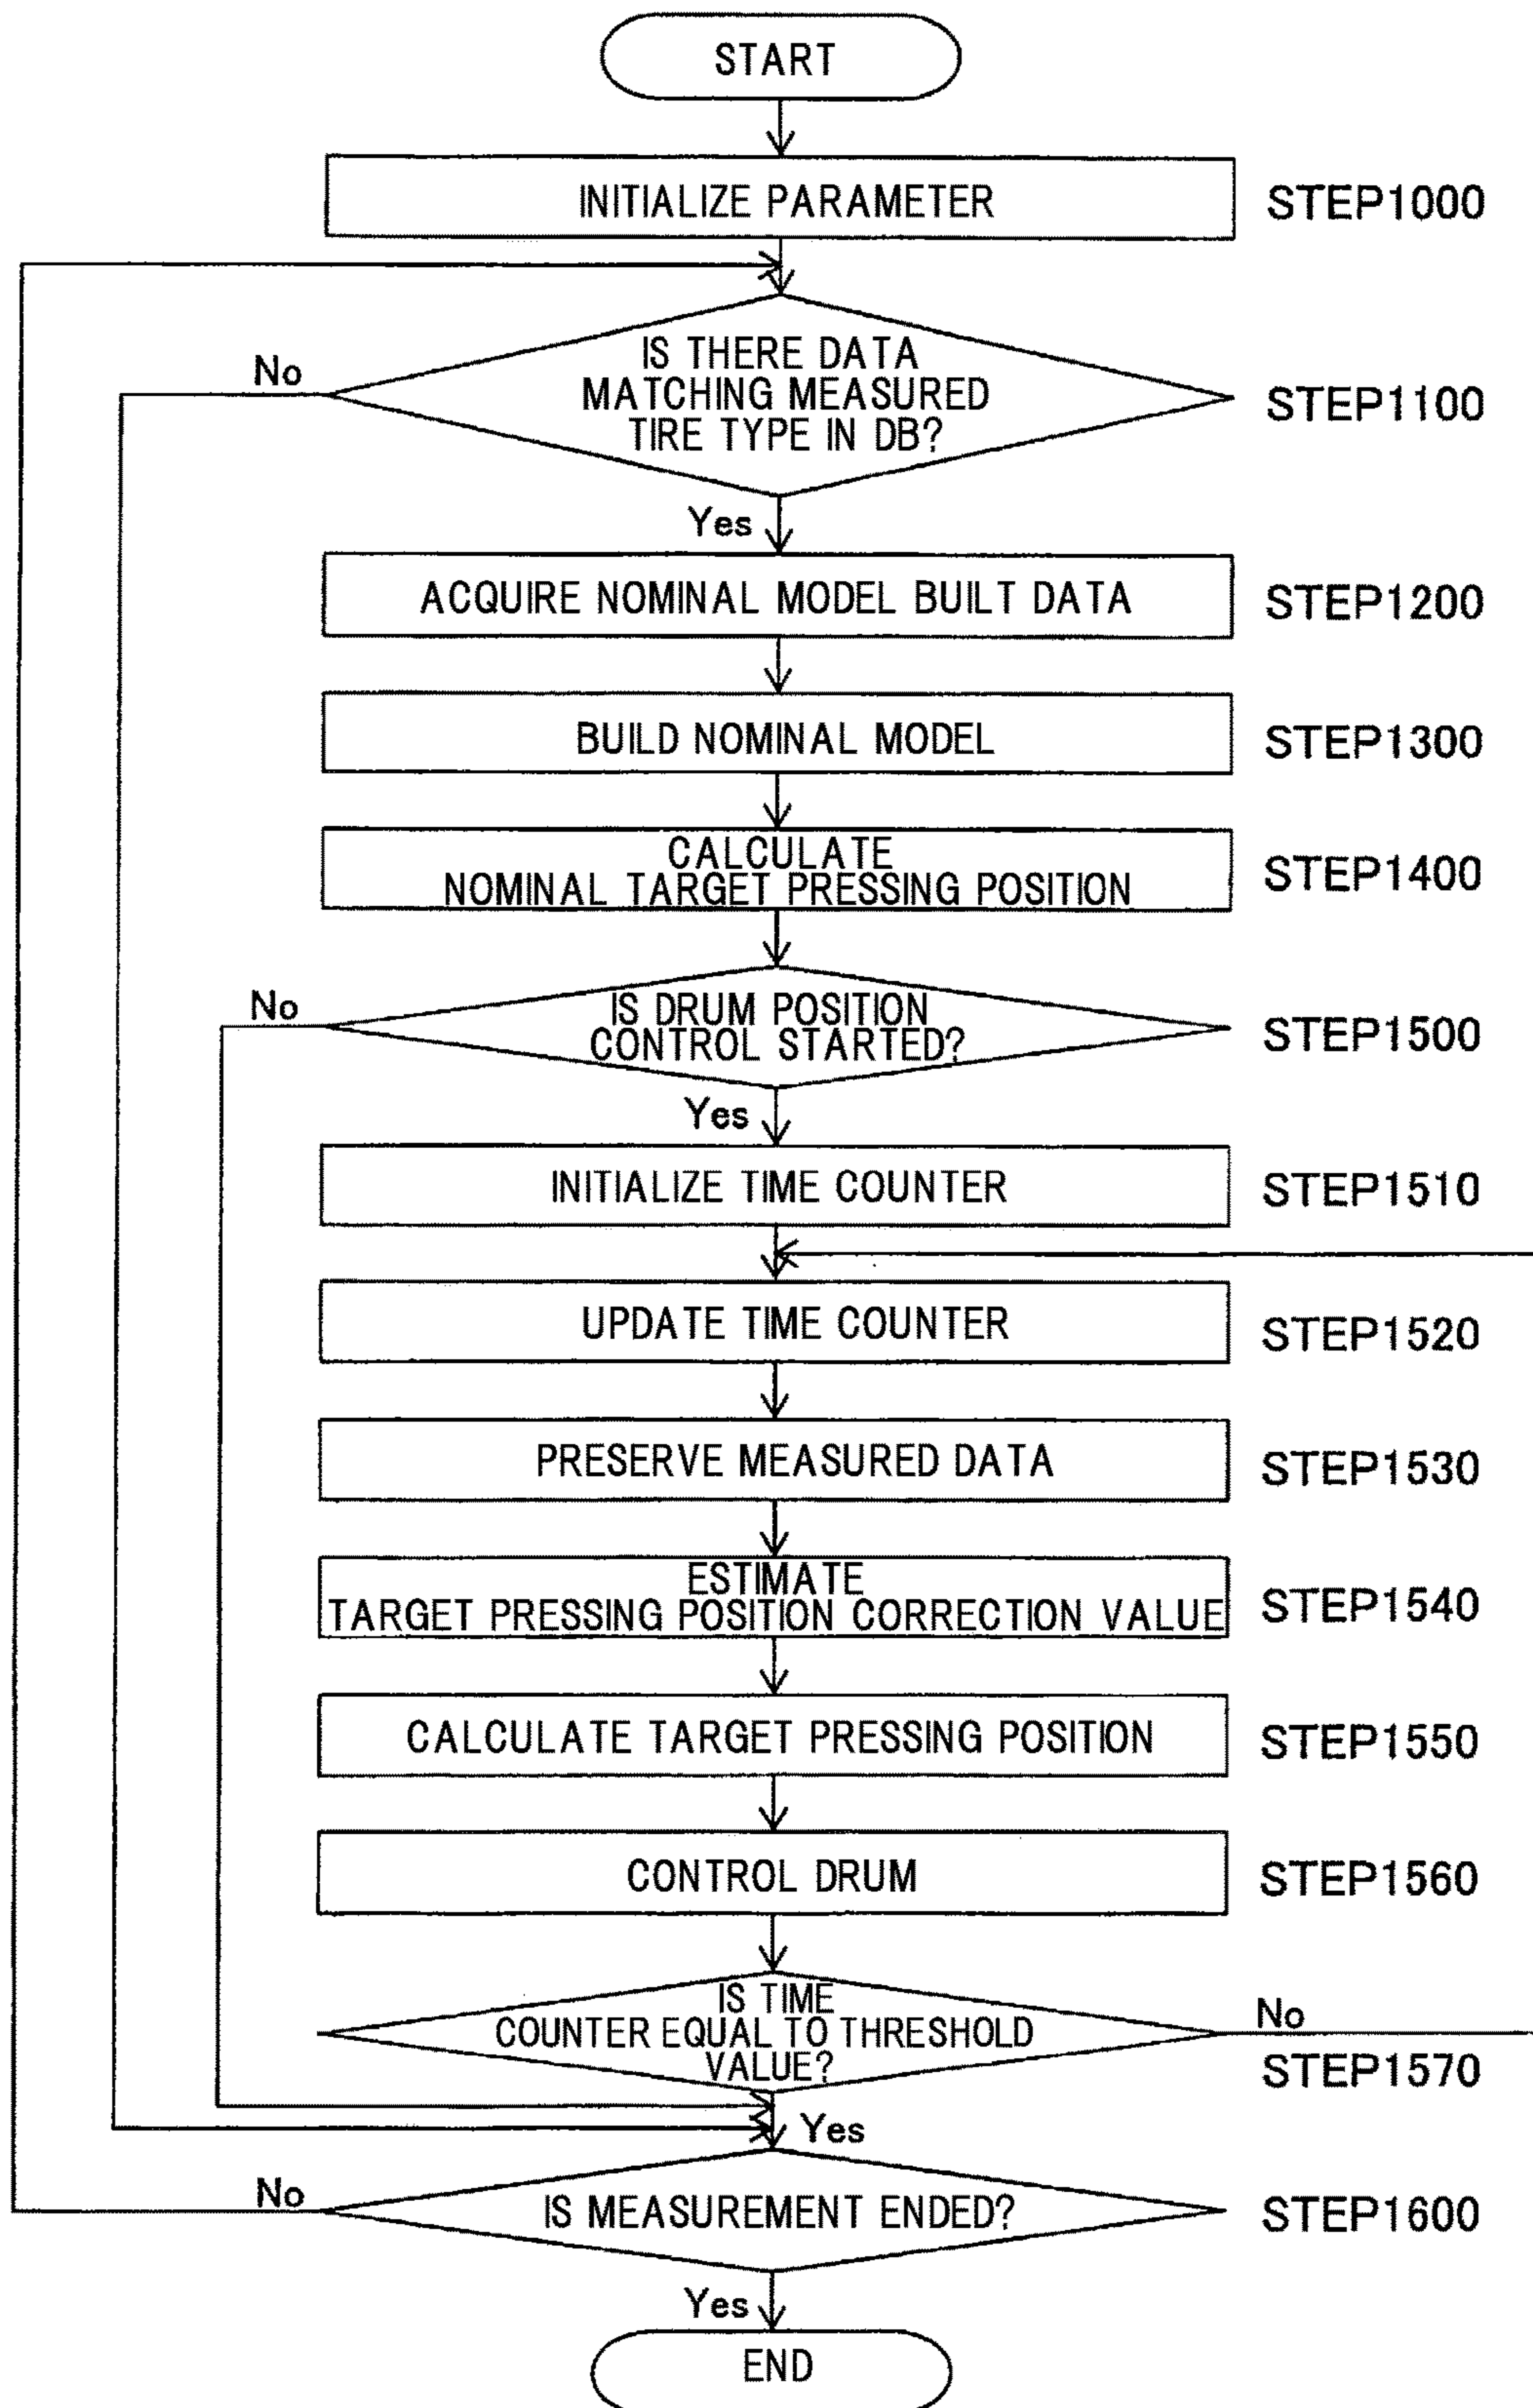 START
INITIALIZE PARAMETER
STEP1000
IS THERE DATA
MATCHING MEASURED
TIRE TYPE IN DB?
No
STEP1100
Yes
ACQUIRE NOMINAL MODEL BUILT DATA
STEP1200
BUILD NOMINAL MODEL
STEP1300
CALCULATE
NOMINAL TARGET PRESSING POSITION
STEP1400
No
IS DRUM POSITION
CONTROL STARTED?
STEP1500
Yes
INITIALIZE TIME COUNTER
STEP1510
UPDATE TIME COUNTER
STEP1520
PRESERVE MEASURED DATA
STEP1530
ESTIMATE
TARGET PRESSING POSITION CORRECTION VALUE
STEP1540
CALCULATE TARGET PRESSING POSITION
STEP1550
CONTROL DRUM
STEP1560
IS TIME
COUNTER EQUAL TO THRESHOLD
VALUE?
No
STEP1570
Yes
No
IS MEASUREMENT ENDED?
STEP1600
Yes
END